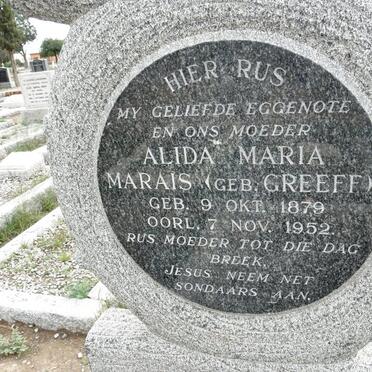 HIER RUS
MY GELIEFDE EGGENOTE
EN ONS MOEDER
ALIDA MARIA
MARAIS (GEB. GREEFF)
GEB. 9 OKT. 1879
OORL. 7 NOV. 1952.
RUS MOEDER TOT DIE DAG
BREEK.
JESUS NEEM NET
SONDAARS AAN.